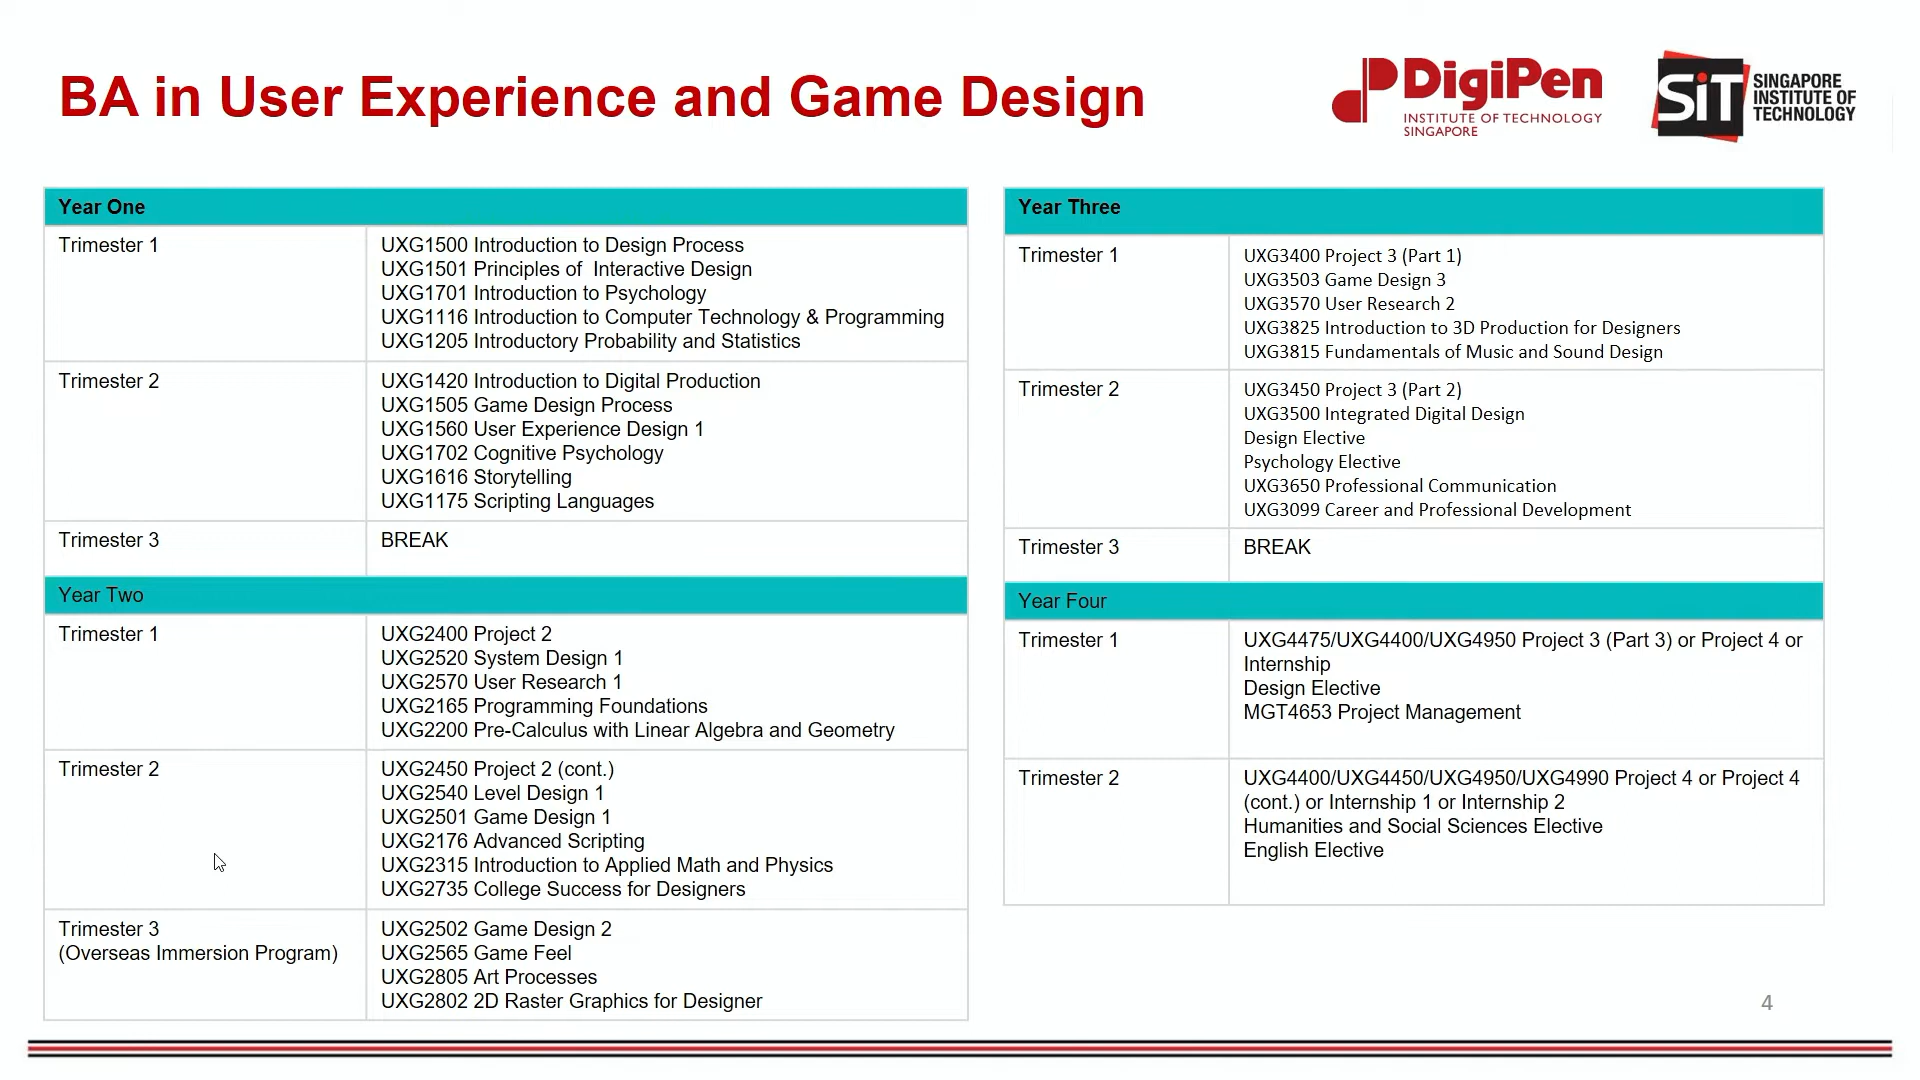 BA in User Experience and Game Design
DigiPen
INSTITUTE OF TECHNOLOGY
SINGAPORE
SiT
SINGAPORE
INSTITUTE OF
TECHNOLOGY
Year One
Trimester 1
UXG1500 Introduction to Design Process
UXG1501 Principles of  Interactive Design
UXG1701 Introduction to Psychology
UXG1116 Introduction to Computer Technology & Programming
UXG1205 Introductory Probability and Statistics
Trimester 2
UXG1420 Introduction to Digital Production
UXG1505 Game Design Process
UXG1560 User Experience Design 1
UXG1702 Cognitive Psychology
UXG1616 Storytelling
UXG1175 Scripting Languages
Trimester 3
BREAK
Year Two
Trimester 1
UXG2400 Project 2
UXG2520 System Design 1
UXG2570 User Research 1
UXG2165 Programming Foundations
UXG2200 Pre-Calculus with Linear Algebra and Geometry
Trimester 2
UXG2450 Project 2 (cont.)
UXG2540 Level Design 1
UXG2501 Game Design 1
UXG2176 Advanced Scripting
UXG2315 Introduction to Applied Math and Physics
UXG2735 College Success for Designers
Trimester 3
(Overseas Immersion Program)
UXG2502 Game Design 2
UXG2565 Game Feel
UXG2805 Art Processes
UXG2802 2D Raster Graphics for Designer
Year Three
Trimester 1
UXG3400 Project 3 (Part 1)
UXG3503 Game Design 3
UXG3570 User Research 2
UXG3825 Introduction to 3D Production for Designers
UXG3815 Fundamentals of Music and Sound Design
Trimester 2
UXG3450 Project 3 (Part 2)
UXG3500 Integrated Digital Design
Design Elective
Psychology Elective
UXG3650 Professional Communication
UXG3099 Career and Professional Development
Trimester 3
BREAK
Year Four
Trimester 1
UXG4475/UXG4400/UXG4950 Project 3 (Part 3) or Project 4 or
Internship
Design Elective
MGT4653 Project Management
Trimester 2
UXG4400/UXG4450/UXG4950/UXG4990 Project 4 or Project 4
(cont.) or Internship 1 or Internship 2
Humanities and Social Sciences Elective
English Elective
4